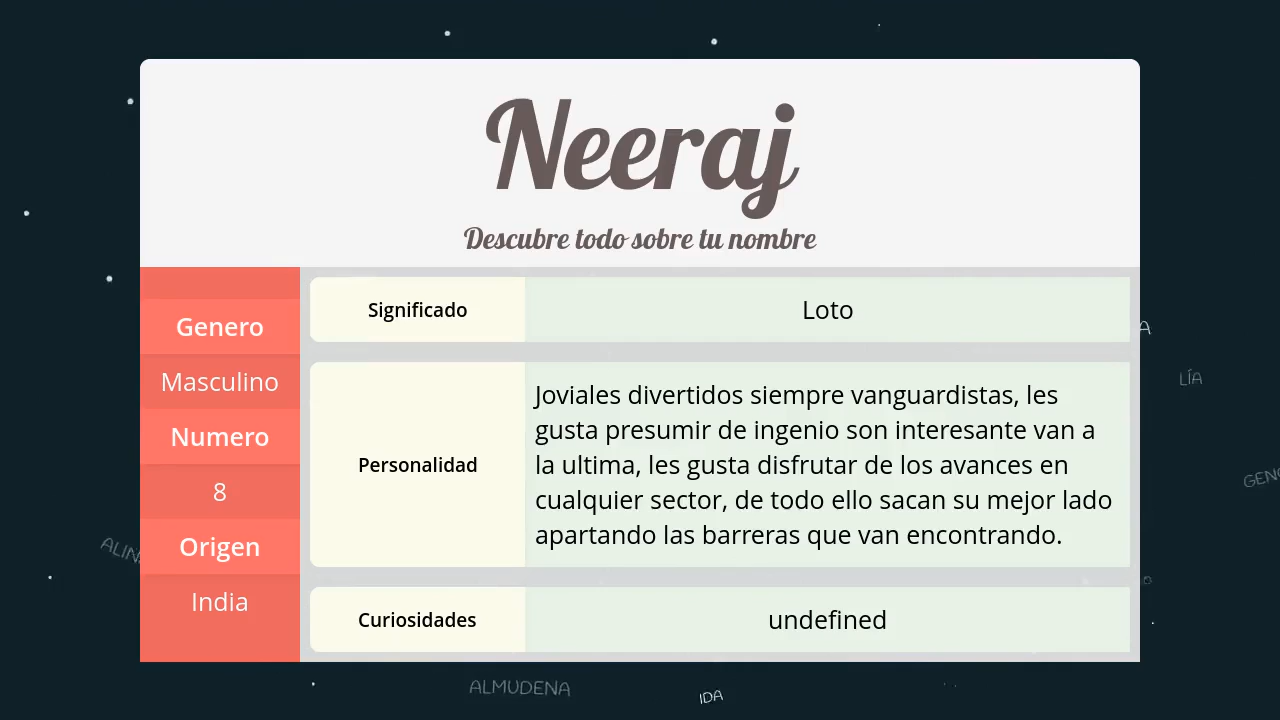 Neeraj
Descubre todo sobre tu nombre
Genero
Masculino
Numero
8
Origen
India
Significado
Loto
Personalidad
Joviales divertidos siempre vanguardistas, les
gusta presumir de ingenio son interesante van a
la ultima, les gusta disfrutar de los avances en
cualquier sector, de todo ello sacan su mejor lado
apartando las barreras que van encontrando.
Curiosidades
undefined
LÍA
ALMUDENA
IDA